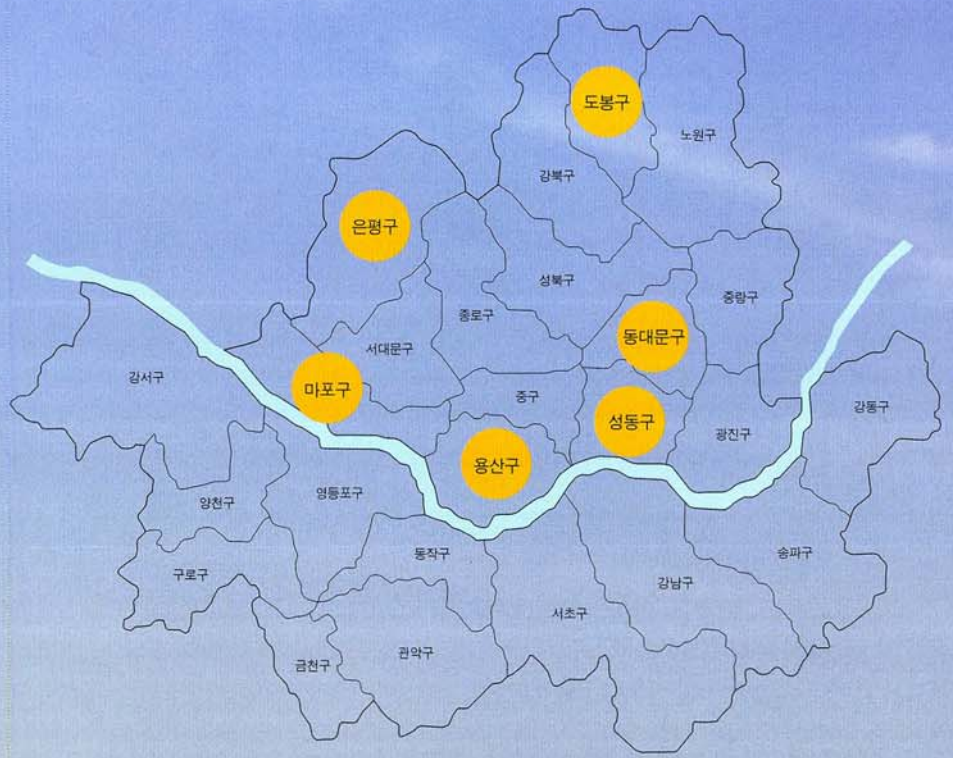 도봉구
노원구
강북구
은평구
성북구
중랑구
종로구
동대문구
서대문구
강서구
마포구
중구
강동구
성동구
광진구
용산구
영등포구
양천구
동작구
송파구
구로구
강남구
서초구
관악구
금천구